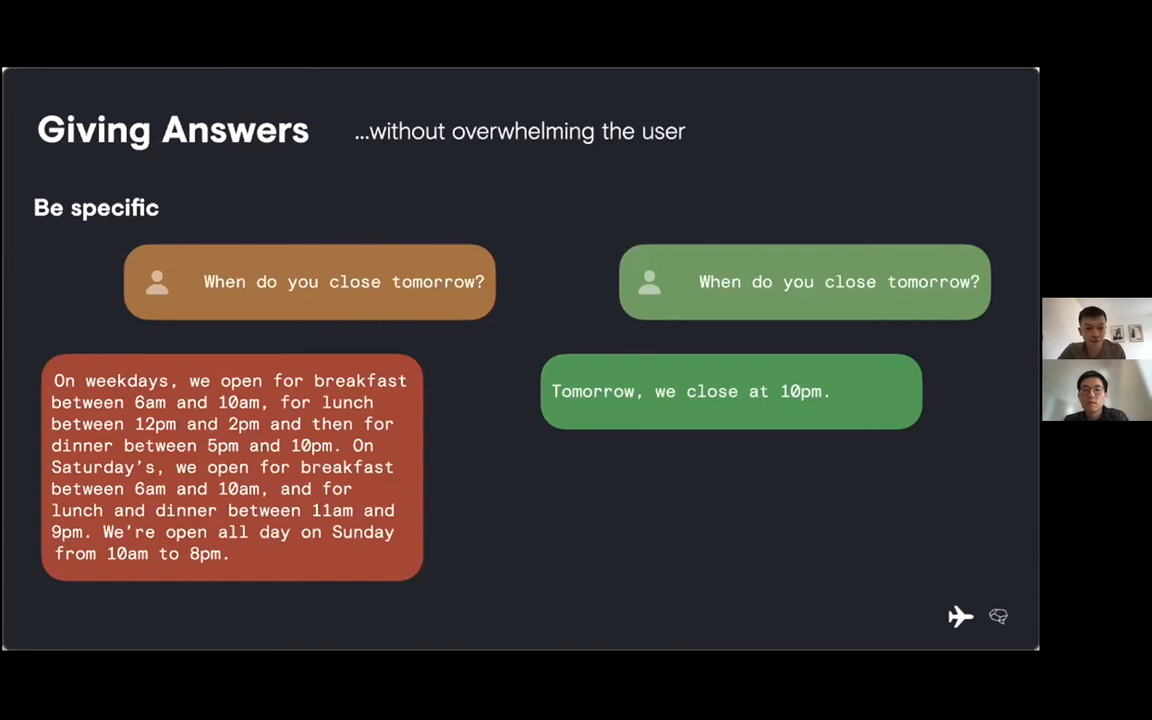 Giving Answers
...without overwhelming the user
Be specific
When do you close tomorrow?
On weekdays, we open for breakfast
between 6am and 10am, for lunch
between 12pm and 2pm and then for
dinner between 5pm and 10pm. On
Saturday's, we open for breakfast
between 6am and 10am, and for
lunch and dinner between 11am and
9pm. We're open all day on Sunday
from 10am to 8pm.
When do you close tomorrow?
Tomorrow, we close at 10pm.